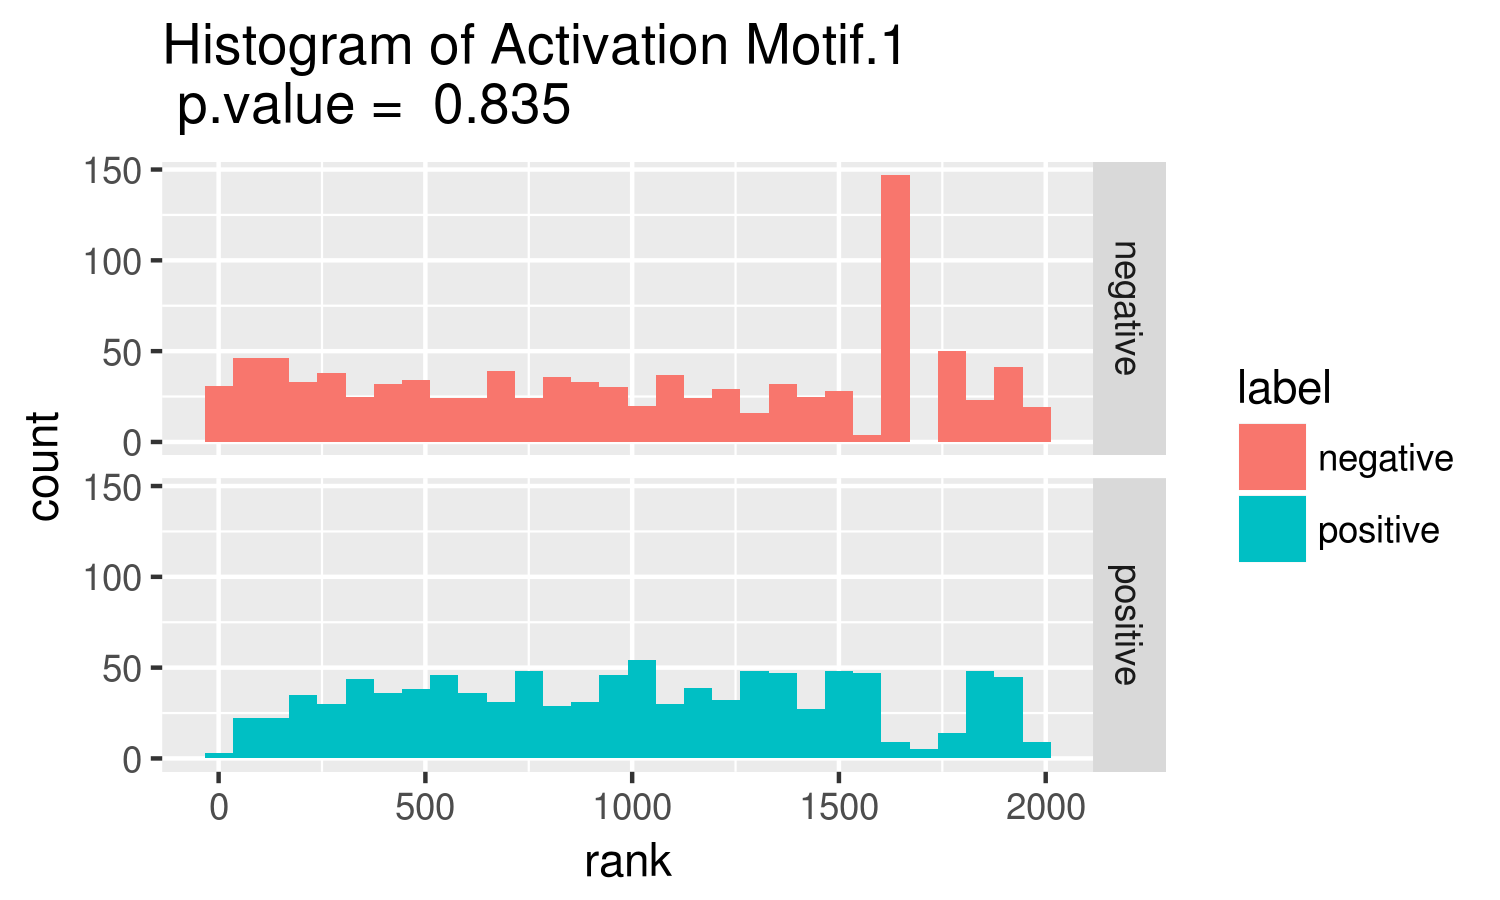 Histogram of Activation Motif.1
p.value = 0.835
150
100
50
0
negative
150
100
50
0
positive
count
0
500
1000
1500
2000
rank
label
negative
positive